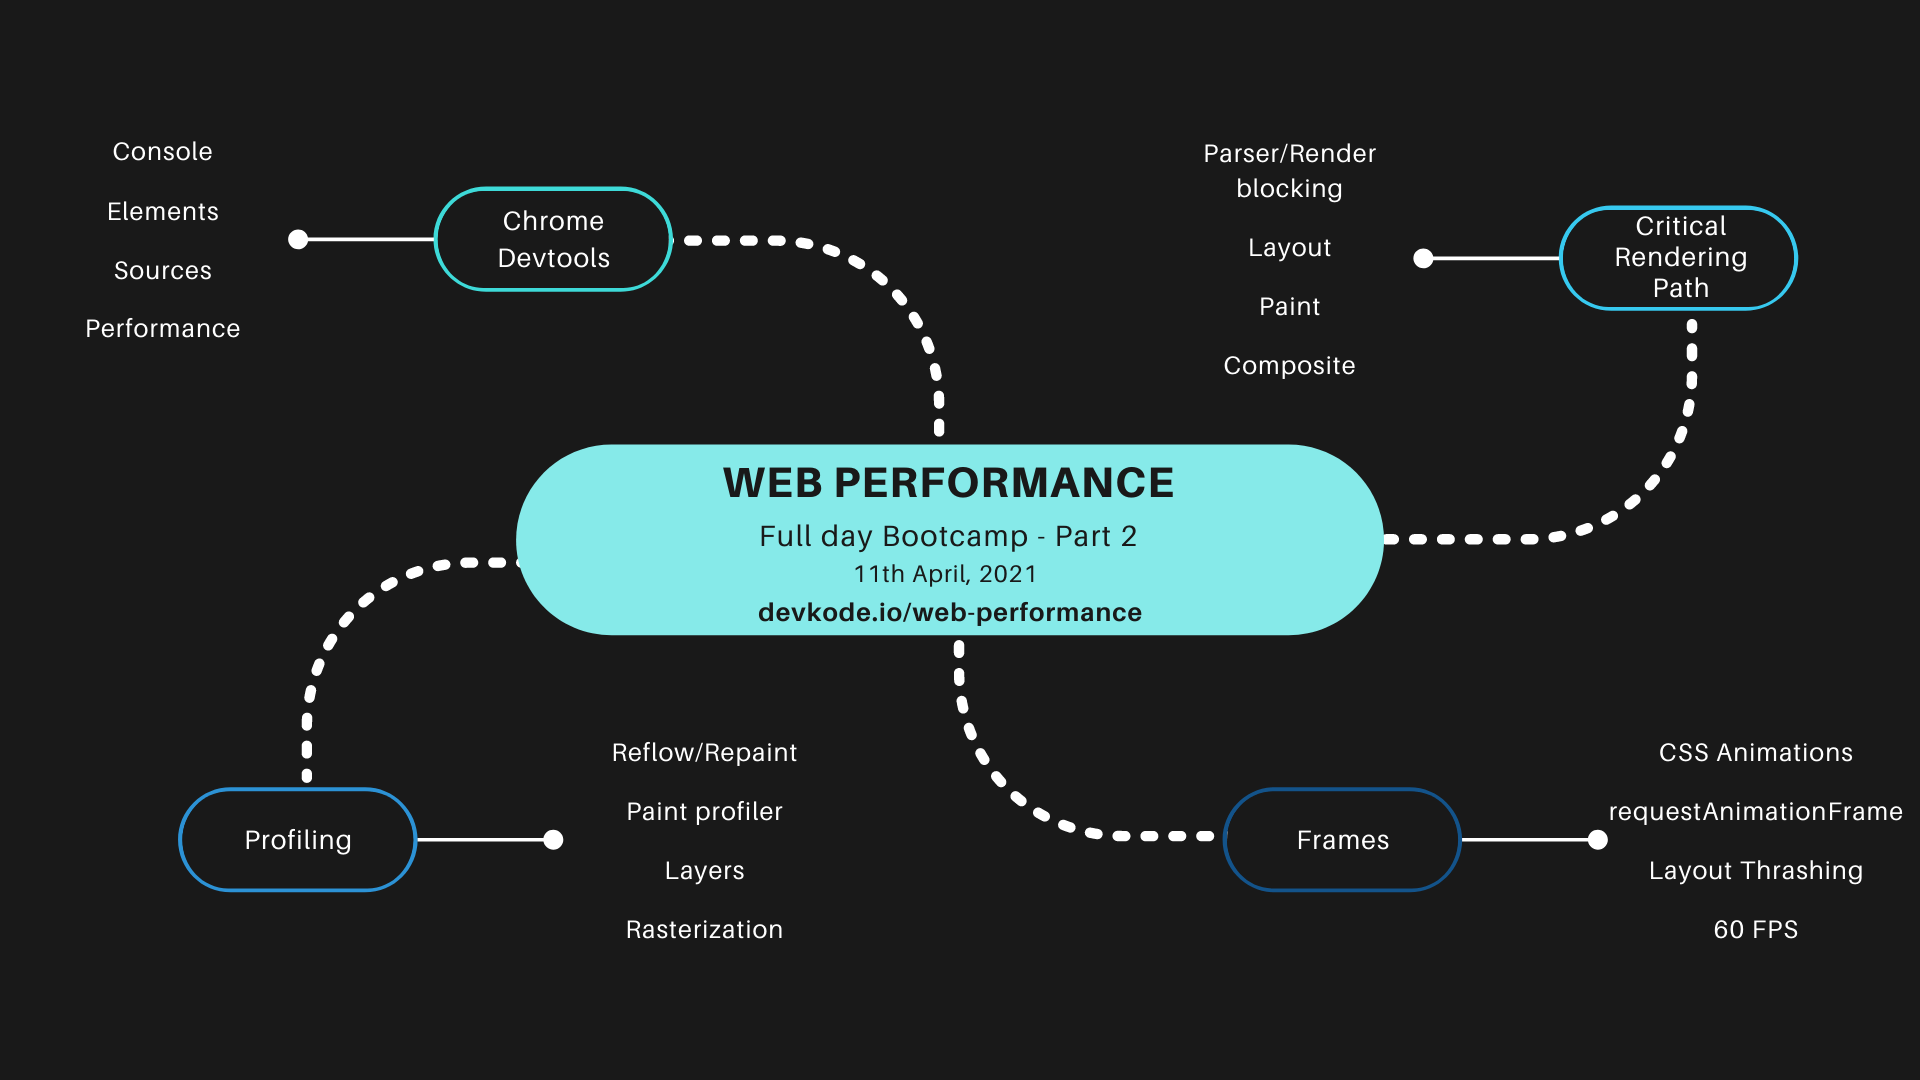 Console
Elements
Sources
Performance
Chrome
Devtools
Parser/Render
blocking
Layout
Paint
Composite
Critical
Rendering
Path
WEB PERFORMANCE
Full day Bootcamp - Part 2
11th April, 2021
devkode.io/web-performance
Profiling
Reflow/Repaint
Paint profiler
Layers
Rasterization
Frames
CSS Animations
requestAnimationFrame
Layout Thrashing
60 FPS